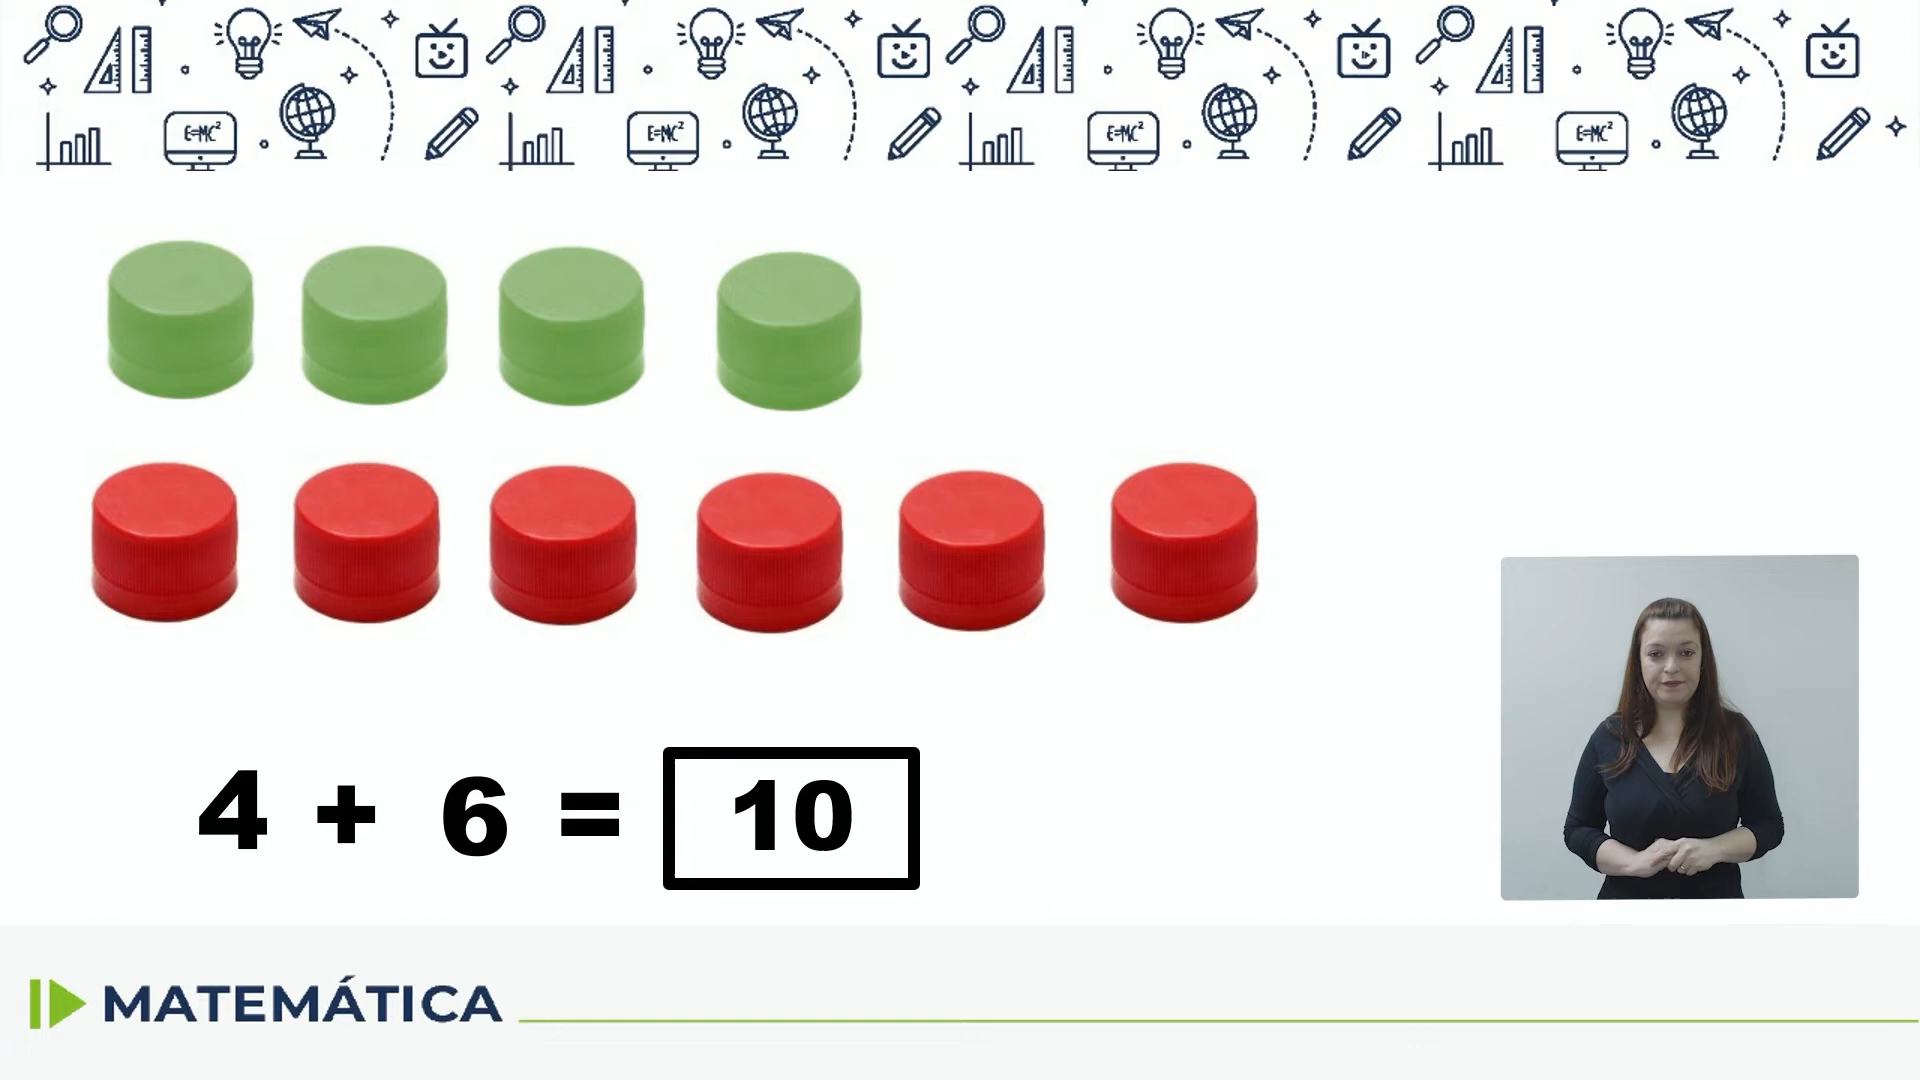 E=MC² E=MC² E=MC² E=MC²
4 + 6 = 10
MATEMÁTICA